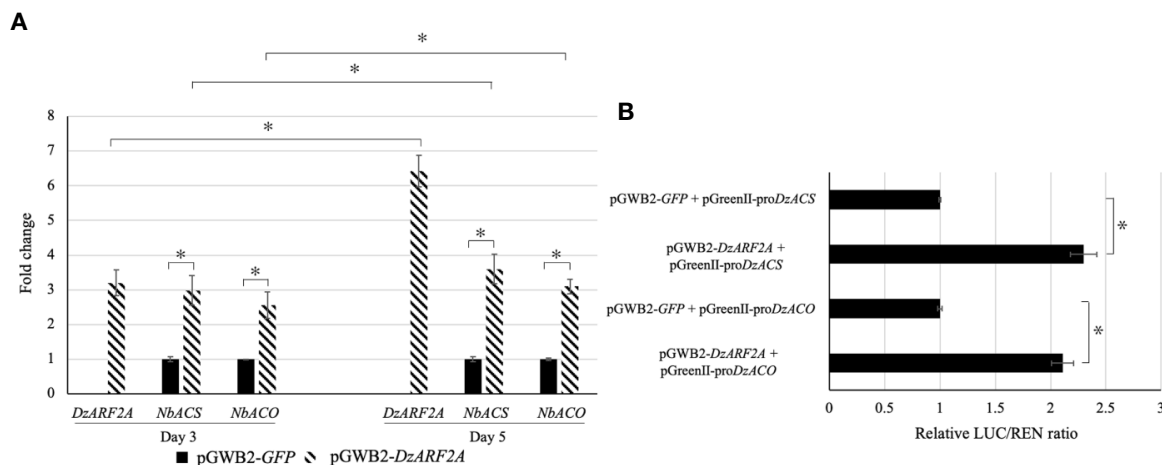 A
*
*
*
8
7
6
5
4
3
2
1
0
Fold change
*
*
*
*
DzARF2A NbACS NbACO DzARF2A NbACS NbACO
Day 3 Day 5
pGWB2-GFP pGWB2-DzARF2A
B
pGWB2-GFP + pGreenII-proDzACS
pGWB2-DzARF2A +
pGreenII-proDzACS
pGWB2-GFP + pGreenII-proDzACO
pGWB2-DzARF2A +
pGreenII-proDzACO
*
*
0 0.5 1 1.5 2 2.5 3
Relative LUC/REN ratio